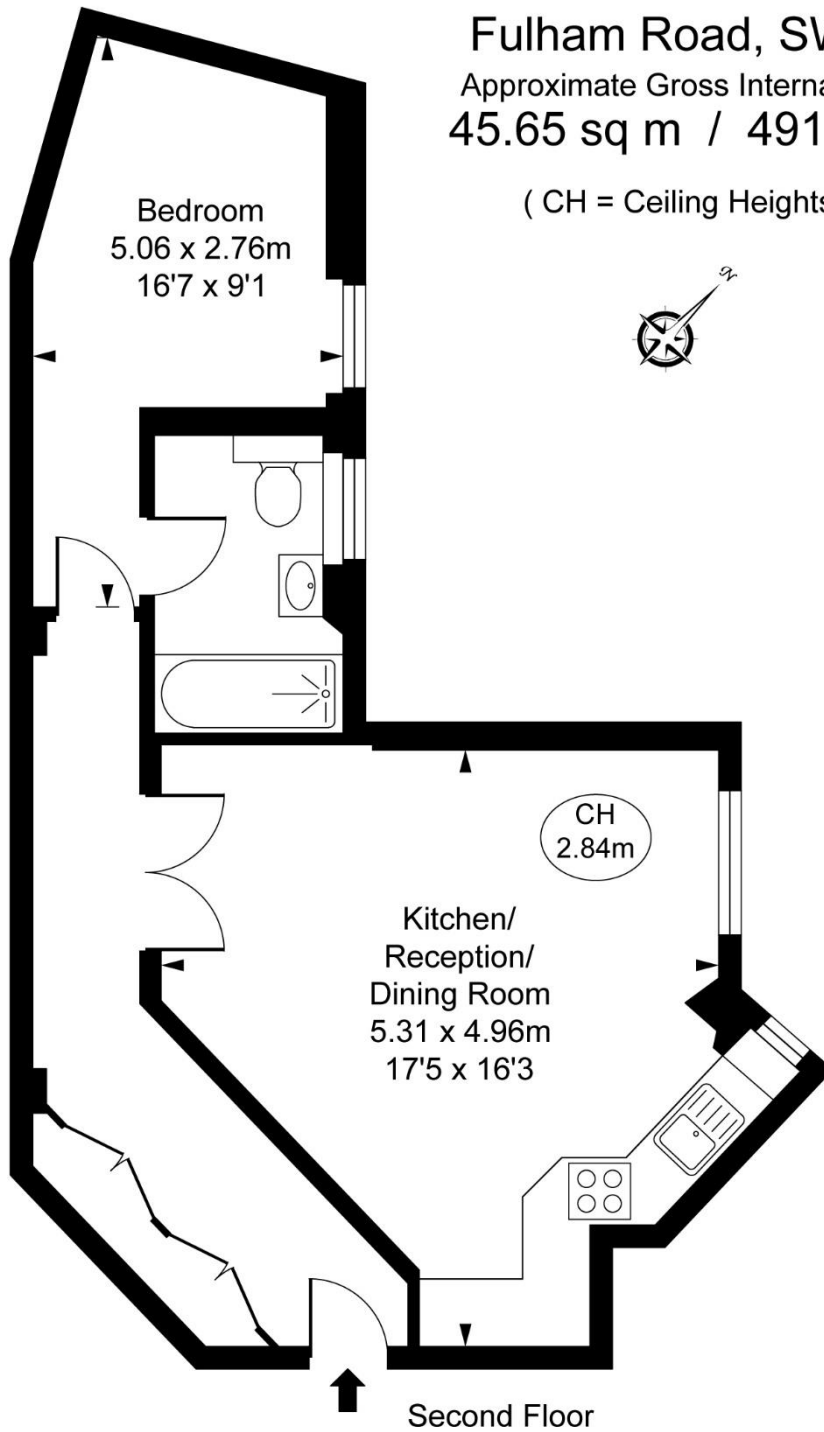 Fulham Road, SW
Approximate Gross Interna
45.65 sq m / 491
( CH = Ceiling Heights
N
Bedroom
5.06 x 2.76m
16'7 x 9'1
CH
2.84m
Kitchen/
Reception/
Dining Room
5.31 x 4.96m
17'5 x 16'3
Second Floor